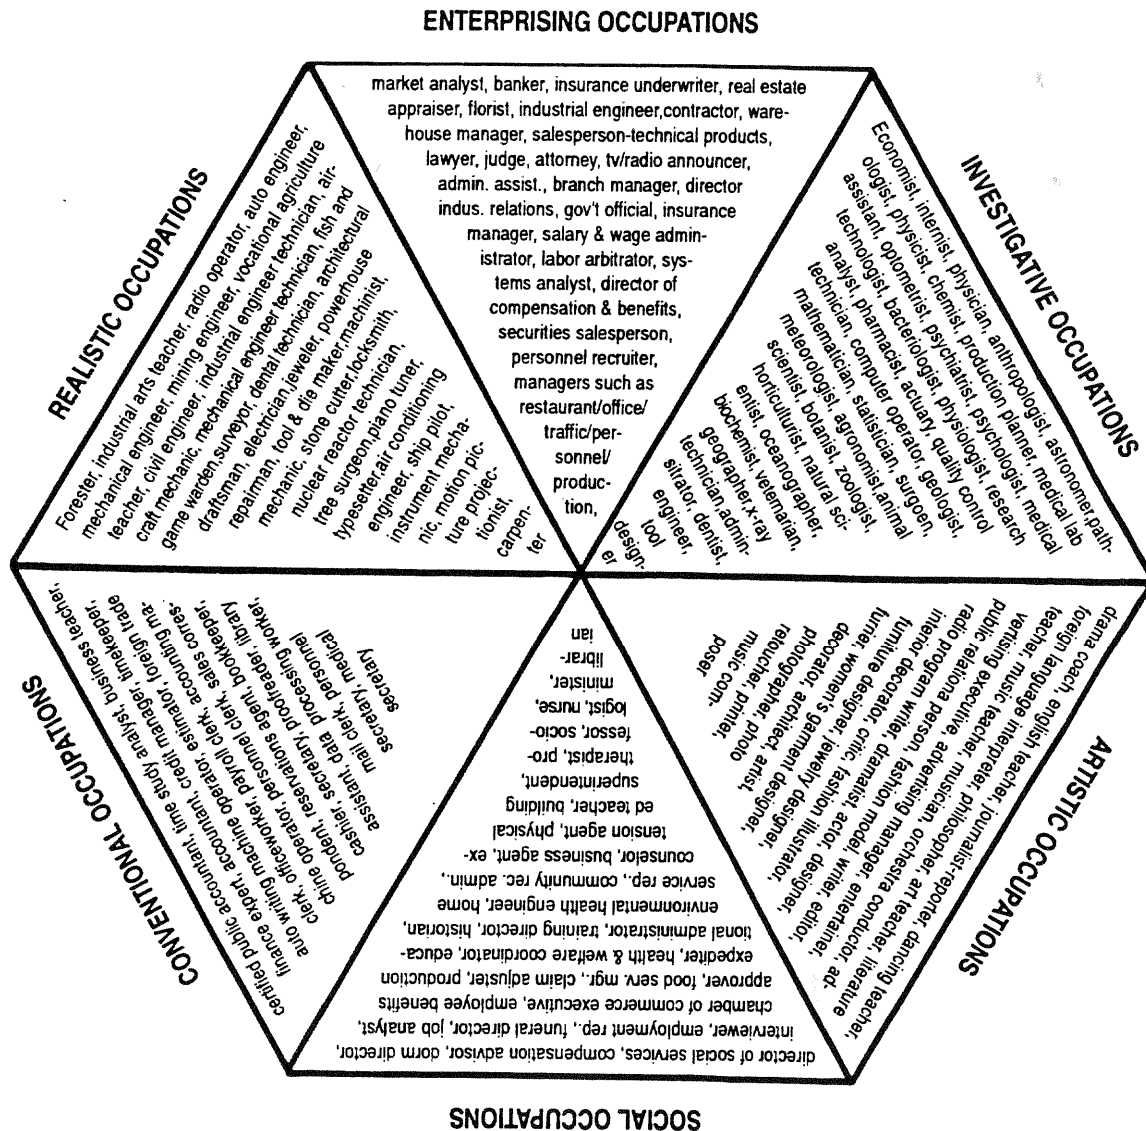 ENTERPRISING OCCUPATIONS
market analyst, banker, insurance underwriter, real estate
appraiser, florist, industrial engineer,contractor, ware-
house manager, salesperson-technical products,
lawyer, judge, attorney, tv/radio announcer,
admin. assist., branch manager, director
indus. relations, gov't official, insurance
manager, salary & wage admin-
istrator, labor arbitrator, sys-
tems analyst, director of
compensation & benefits,
securities salesperson,
personnel recruiter,
managers such as
restaurant/office/
traffic/per-
sonnel/
produc-
tion,
INVESTIGATIVE OCCUPATIONS
Economist, internist, physician, anthropologist, astronomer,path-
ologist, physicist, chemist, production planner, medical lab
assistant, optometrist, psychiatrist, psychologist, medical
technologist, bacteriologist, physiologist, research
analyst, pharmacist, actuary, quality control
technician, computer operator, geologist,
mathematician, statistician, surgoen,
meteorologist, agronomist,animal
scientist, botanist, zoologist,
horticulturist, natural sci-
entist, oceanographer,
biochemist, veternarian,
geographer,x-ray
technician,admin-
sitrator, dentist,
engineer,
tool
design-
er
ARTISTIC OCCUPATIONS
drama coach, english teacher, journalist-reporter, dancing teacher,
foreign language interpreter, philosopher, art teacher, literature
teacher, music teacher, musician, orchestra conductor, ad-
vertising executive, advertising manager, entertainer,
public relations person, fashion model, writer, editor,
radio program writer, dramatist, actor, designer,
interior decorator, critic, fashion illustrator,
furniture designer, jewelry designer,
furrier, women's garment designer,
decorator, architect, artist,
photographer, photo
retoucher, printer,
music com-
poser
SOCIAL OCCUPATIONS
director of social services, compensation advisor, dorm director,
interviewer, employment rep., funeral director, job analyst,
chamber of commerce executive, employee benefits
approver, food serv. mgr., claim adjuster, production
expediter, health & welfare coordinator, educa-
tional administrator, training director, historian,
environmental health engineer, home
service rep., community rec. admin.,
counselor, business agent, ex-
tension agent, physical
ed teacher, building
superintendent,
therapist, pro-
fessor, socio-
logist, nurse,
minister,
librar-
ian
CONVENTIONAL OCCUPATIONS
certified public accountant, time study analyst, business teacher,
finance expert, accountant, credit manager, timekeeper,
auto writing machine operator, estimator, foreign trade
clerk, officeworker, payroll clerk, accounting ma-
chine operator, personnel clerk, sales corres-
pondent, reservations agent, bookkeeper,
cashier, secretary, proofreader, library
assistant, data processing worker,
mail clerk, personnel
secretary, medical
secretary
REALISTIC OCCUPATIONS
Forester, industrial arts teacher, radio operator, auto engineer,
mechanical engineer, mining engineer, vocational agriculture
teacher, civil engineer, industrial engineer technician, air-
craft mechanic, mechanical engineer technician, fish and
game warden,surveyor, dental technician, architectural
draftsman, electrician,jeweler, powerhouse
repairman, tool & die maker,machinist,
mechanic, stone cutter,locksmith,
nuclear reactor technician,
tree surgeon,piano tuner,
typesetter,air conditioning
engineer, ship pilot,
instrument mecha-
nic, motion pic-
ture projec-
tionist,
carpen-
ter